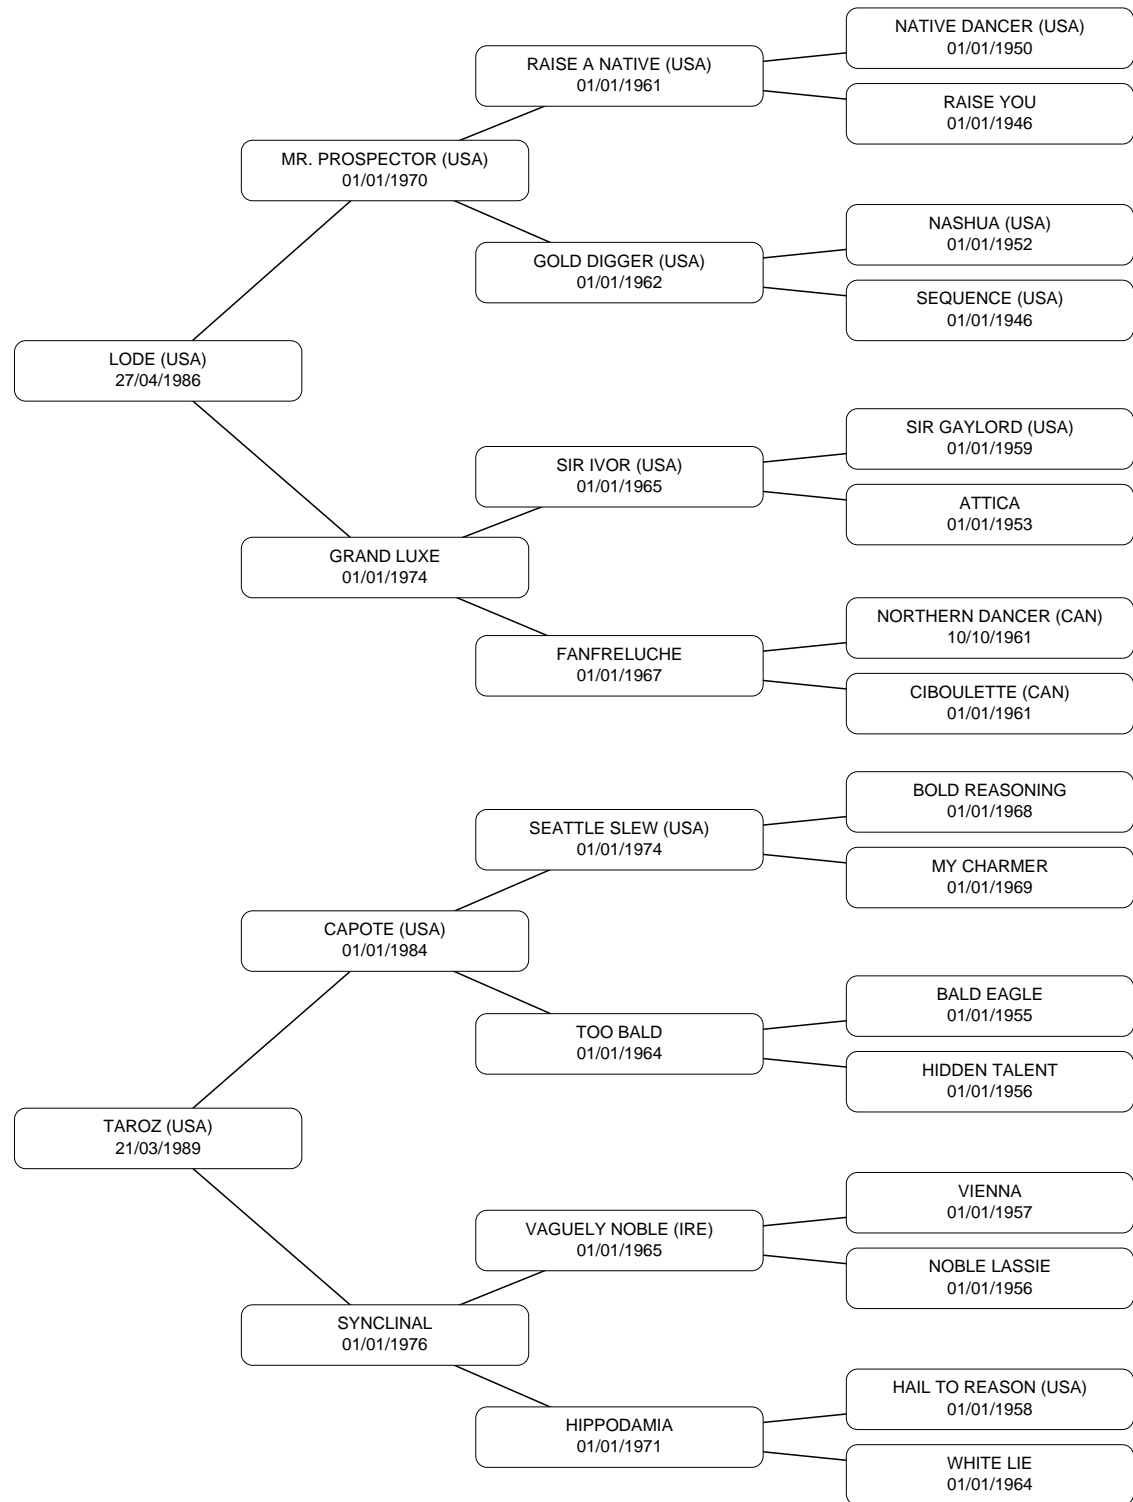 NATIVE DANCER (USA)
01/01/1950
RAISE A NATIVE (USA)
01/01/1961
RAISE YOU
01/01/1946
MR. PROSPECTOR (USA)
01/01/1970
NASHUA (USA)
01/01/1952
GOLD DIGGER (USA)
01/01/1962
SEQUENCE (USA)
01/01/1946
LODE (USA)
27/04/1986
SIR GAYLORD (USA)
01/01/1959
SIR IVOR (USA)
01/01/1965
ATTICA
01/01/1953
GRAND LUXE
01/01/1974
NORTHERN DANCER (CAN)
10/10/1961
FANFRELUCHE
01/01/1967
CIBOULETTE (CAN)
01/01/1961
BOLD REASONING
01/01/1968
SEATTLE SLEW (USA)
01/01/1974
MY CHARMER
01/01/1969
CAPOTE (USA)
01/01/1984
BALD EAGLE
01/01/1955
TOO BALD
01/01/1964
HIDDEN TALENT
01/01/1956
TAROZ (USA)
21/03/1989
VIENNA
01/01/1957
VAGUELY NOBLE (IRE)
01/01/1965
NOBLE LASSIE
01/01/1956
SYNCLINAL
01/01/1976
HAIL TO REASON (USA)
01/01/1958
HIPPODAMIA
01/01/1971
WHITE LIE
01/01/1964